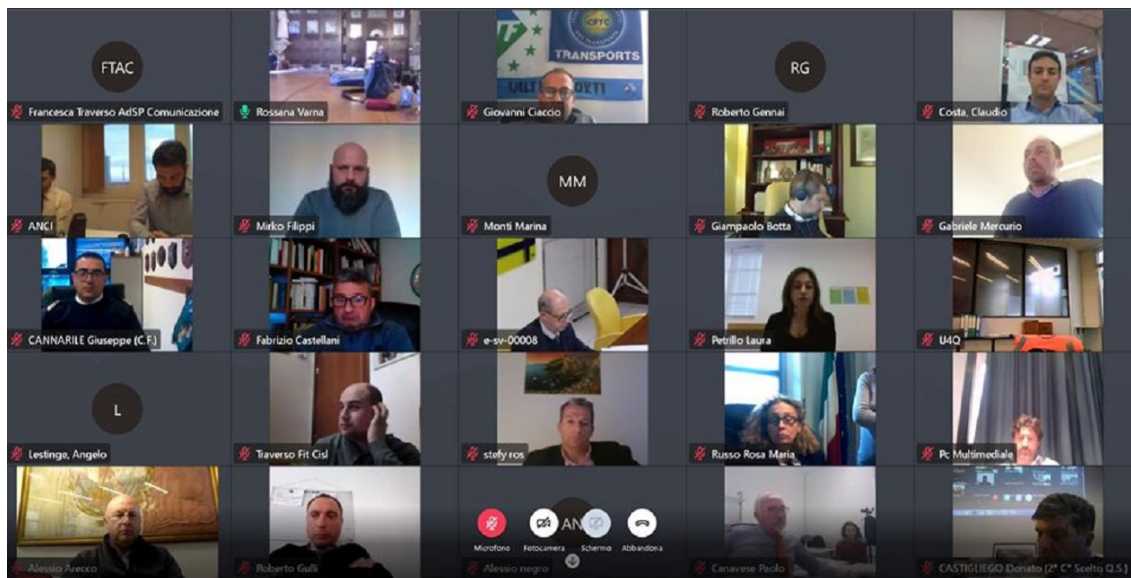 FTAC
Francesca Traverso AdSP Comunicazione
Rossana Varna
TRANSPORTS
Giovanni Ciaccio
RG
Roberto Gennai
Costa, Claudio
ANCI
Mirko Filippi
MM
Monti Marina
Giampaolo Botta
Gabriele Mercurio
CANNARILE Giuseppe (C.F.)
Fabrizio Castellani
e-sv-00008
Petrillo Laura
U4Q
L
Lestinge, Angelo
Traverso Fit Cisl
stefy ros
Russo Rosa Maria
Pc Multimediale
AN
Microfono
Fotocamera
Schermo
Abbandona
Alessio Arecco
Roberto Gulli
Alessio negro
Canavese Paolo
CASTIGLIEGO Donato (2° C° Scelto Q.S.)